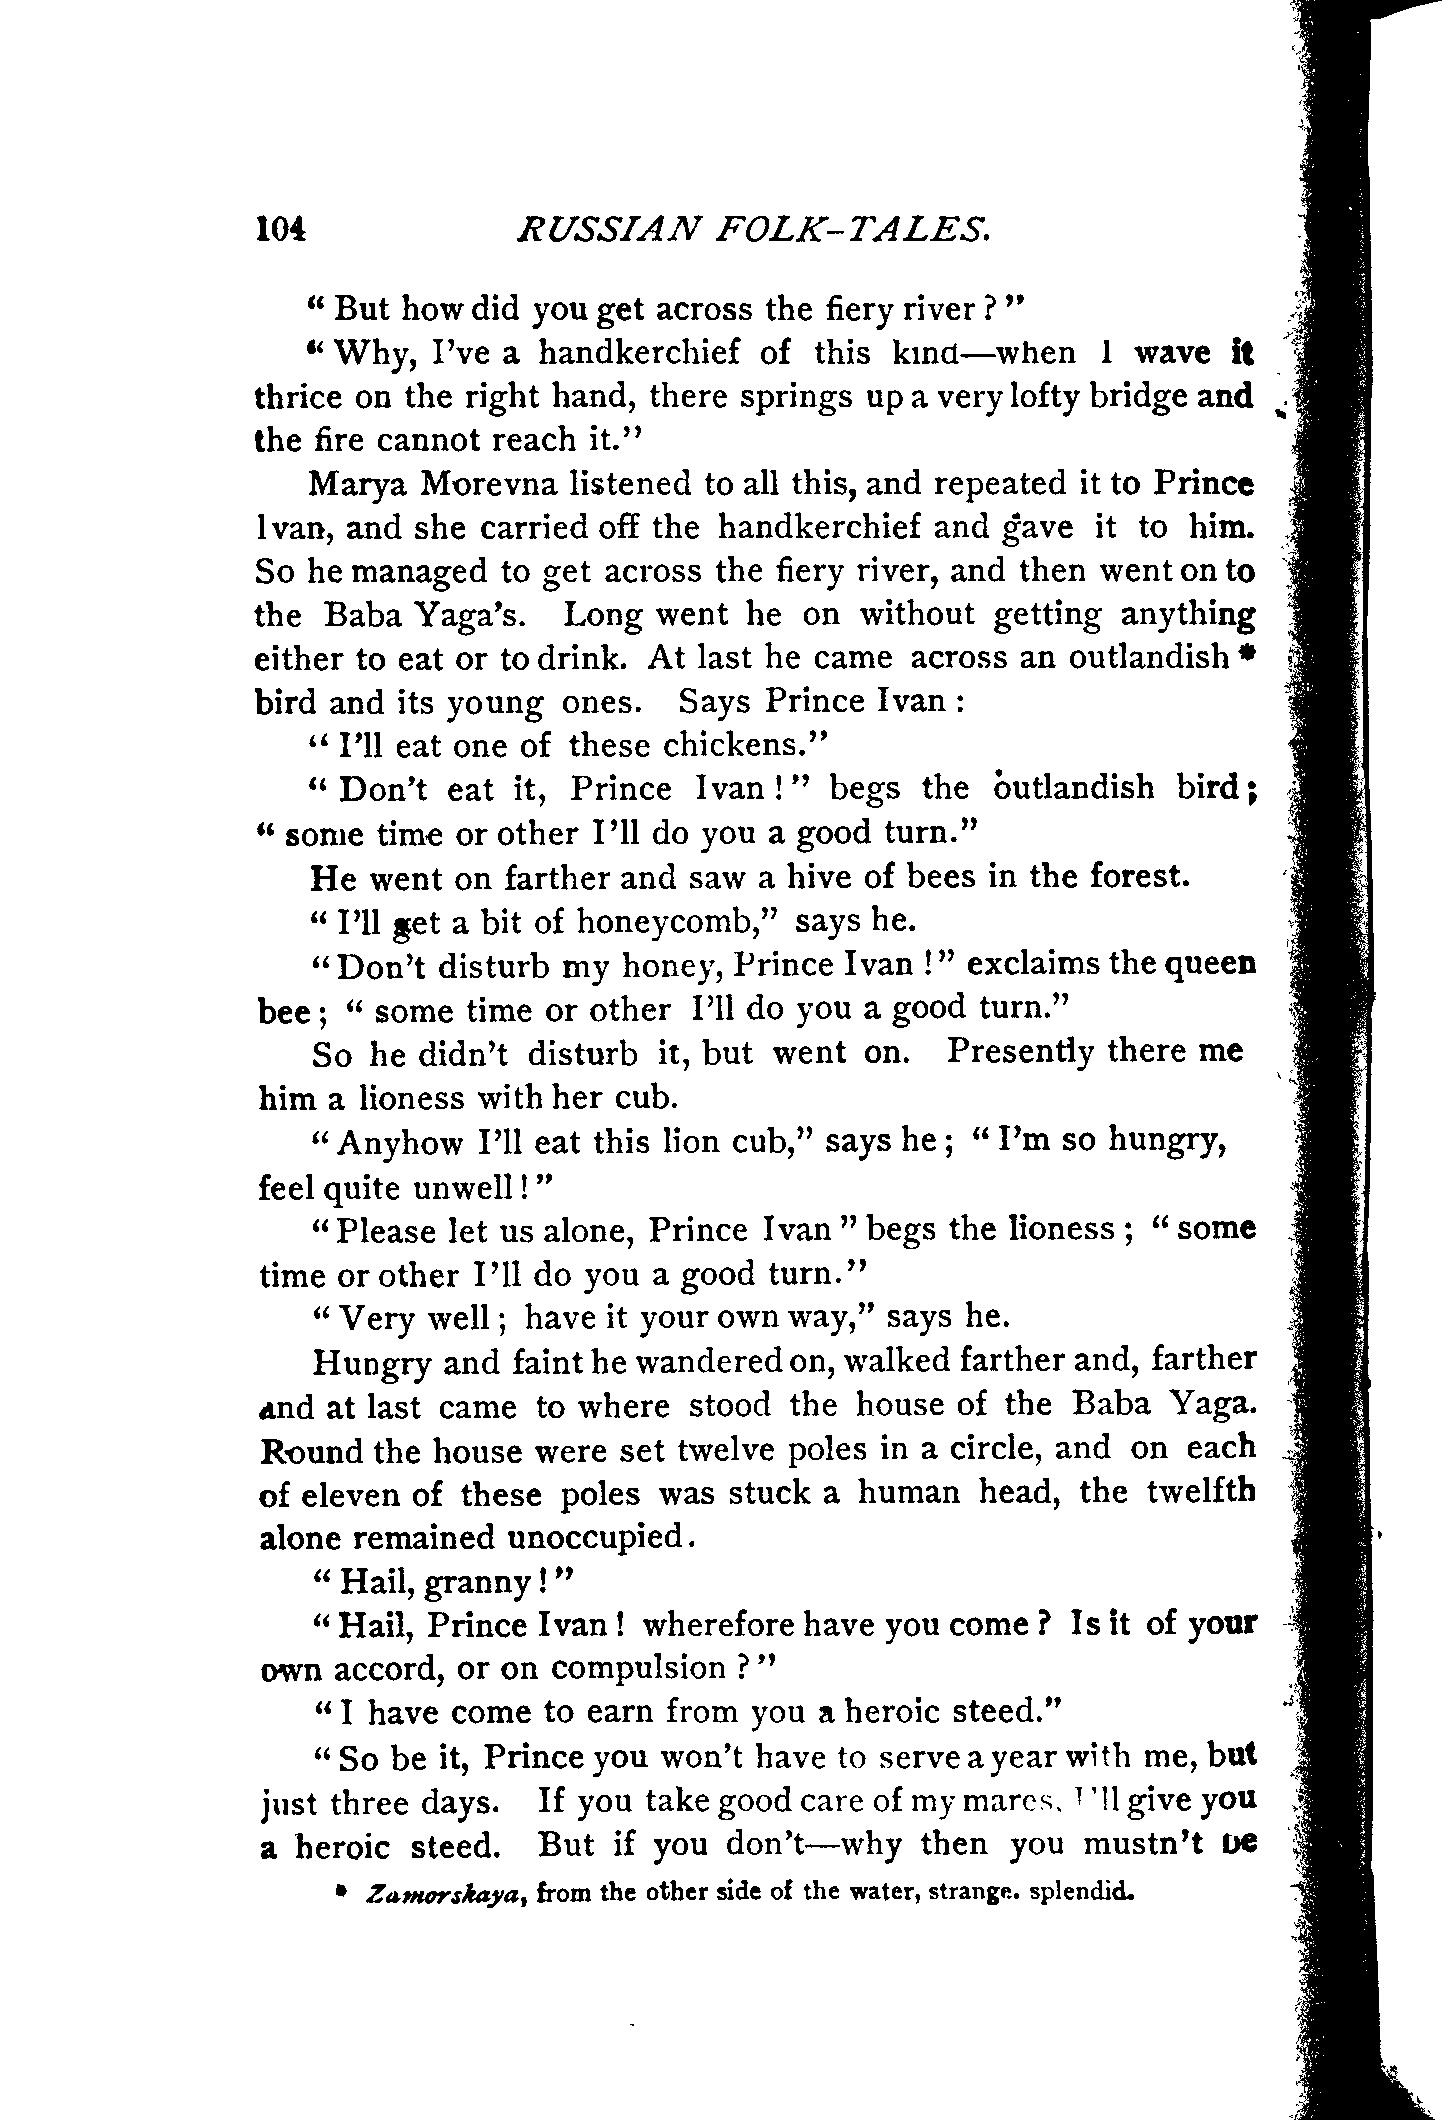 104 RUSSIAN FOLK-TALES.
" But how did you get across the fiery river ? "
" Why, I've a handkerchief of this kind—when I wave it
thrice on the right hand, there springs up a very lofty bridge and
the fire cannot reach it."
Marya Morevna listened to all this, and repeated it to Prince
Ivan, and she carried off the handkerchief and gave it to him.
So he managed to get across the fiery river, and then went on to
the Baba Yaga's. Long went he on without getting anything
either to eat or to drink. At last he came across an outlandish *
bird and its young ones. Says Prince Ivan :
" I'll eat one of these chickens."
" Don't eat it, Prince Ivan ! " begs the outlandish bird ;
" some time or other I'll do you a good turn."
He went on farther and saw a hive of bees in the forest.
" I'll get a bit of honeycomb," says he.
" Don't disturb my honey, Prince Ivan ! " exclaims the queen
bee ; " some time or other I'll do you a good turn."
So he didn't disturb it, but went on. Presently there me
him a lioness with her cub.
" Anyhow I'll eat this lion cub," says he ; " I'm so hungry,
feel quite unwell ! "
" Please let us alone, Prince Ivan " begs the lioness ; " some
time or other I'll do you a good turn."
" Very well ; have it your own way," says he.
Hungry and faint he wandered on, walked farther and, farther
and at last came to where stood the house of the Baba Yaga.
Round the house were set twelve poles in a circle, and on each
of eleven of these poles was stuck a human head, the twelfth
alone remained unoccupied.
" Hail, granny ! "
" Hail, Prince Ivan ! wherefore have you come ? Is it of your
own accord, or on compulsion ? "
" I have come to earn from you a heroic steed."
" So be it, Prince you won't have to serve a year with me, but
just three days. If you take good care of my mares, I'll give you
a heroic steed. But if you don't—why then you mustn't be
* Zamorskaya, from the other side of the water, strange. splendid.